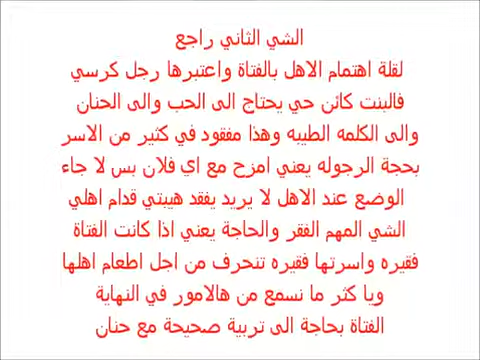 الشي الثاني راجع
لقلة اهتمام الاهل بالفتاة واعتبرها رجل كرسي
فالبنت كائن حي يحتاج الى الحب والى الحنان
والى الكلمه الطيبه وهذا مفقود في كثير من الاسر
بحجة الرجوله يعني امزح مع اي فلان بس لا جاء
الوضع عند الاهل لا يريد يفقد هيبتي قدام اهلي
الشي المهم الفقر والحاجة يعني اذا كانت الفتاة
فقيره واسرتها فقيره تنحرف من اجل اطعام اهلها
ويا كثر ما نسمع من هالامور في النهاية
الفتاة بحاجة الى تربية صحيحة مع حنان